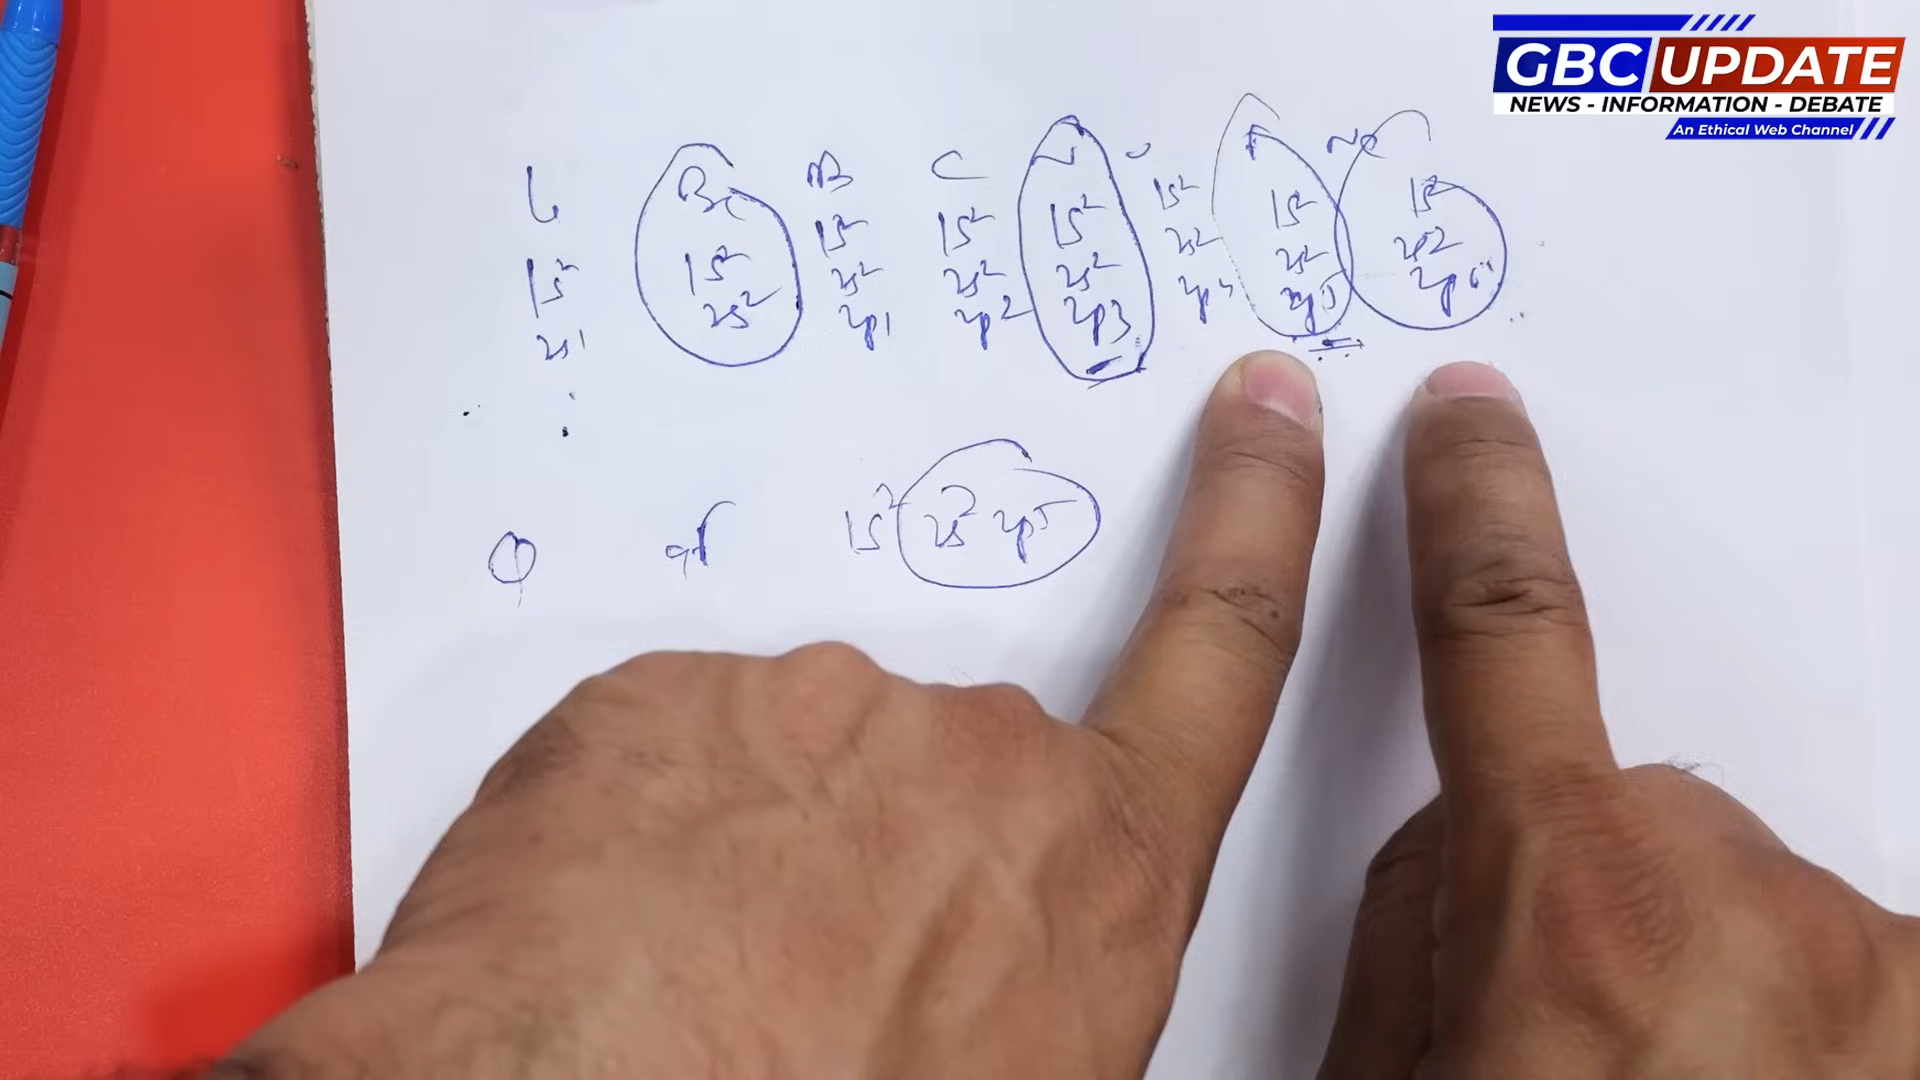 GBC UPDATE
NEWS - INFORMATION - DEBATE
An Ethical Web Channel
Li Be B C N O F Ne
1s² 1s² 1s² 1s² 1s² 1s² 1s² 1s²
2s¹ 2s² 2s² 2s² 2s² 2s² 2s² 2s2
2p1 2p² 2p3 2p⁴ 2p⁵ 2p⁶
1s² 2s² 2p⁵